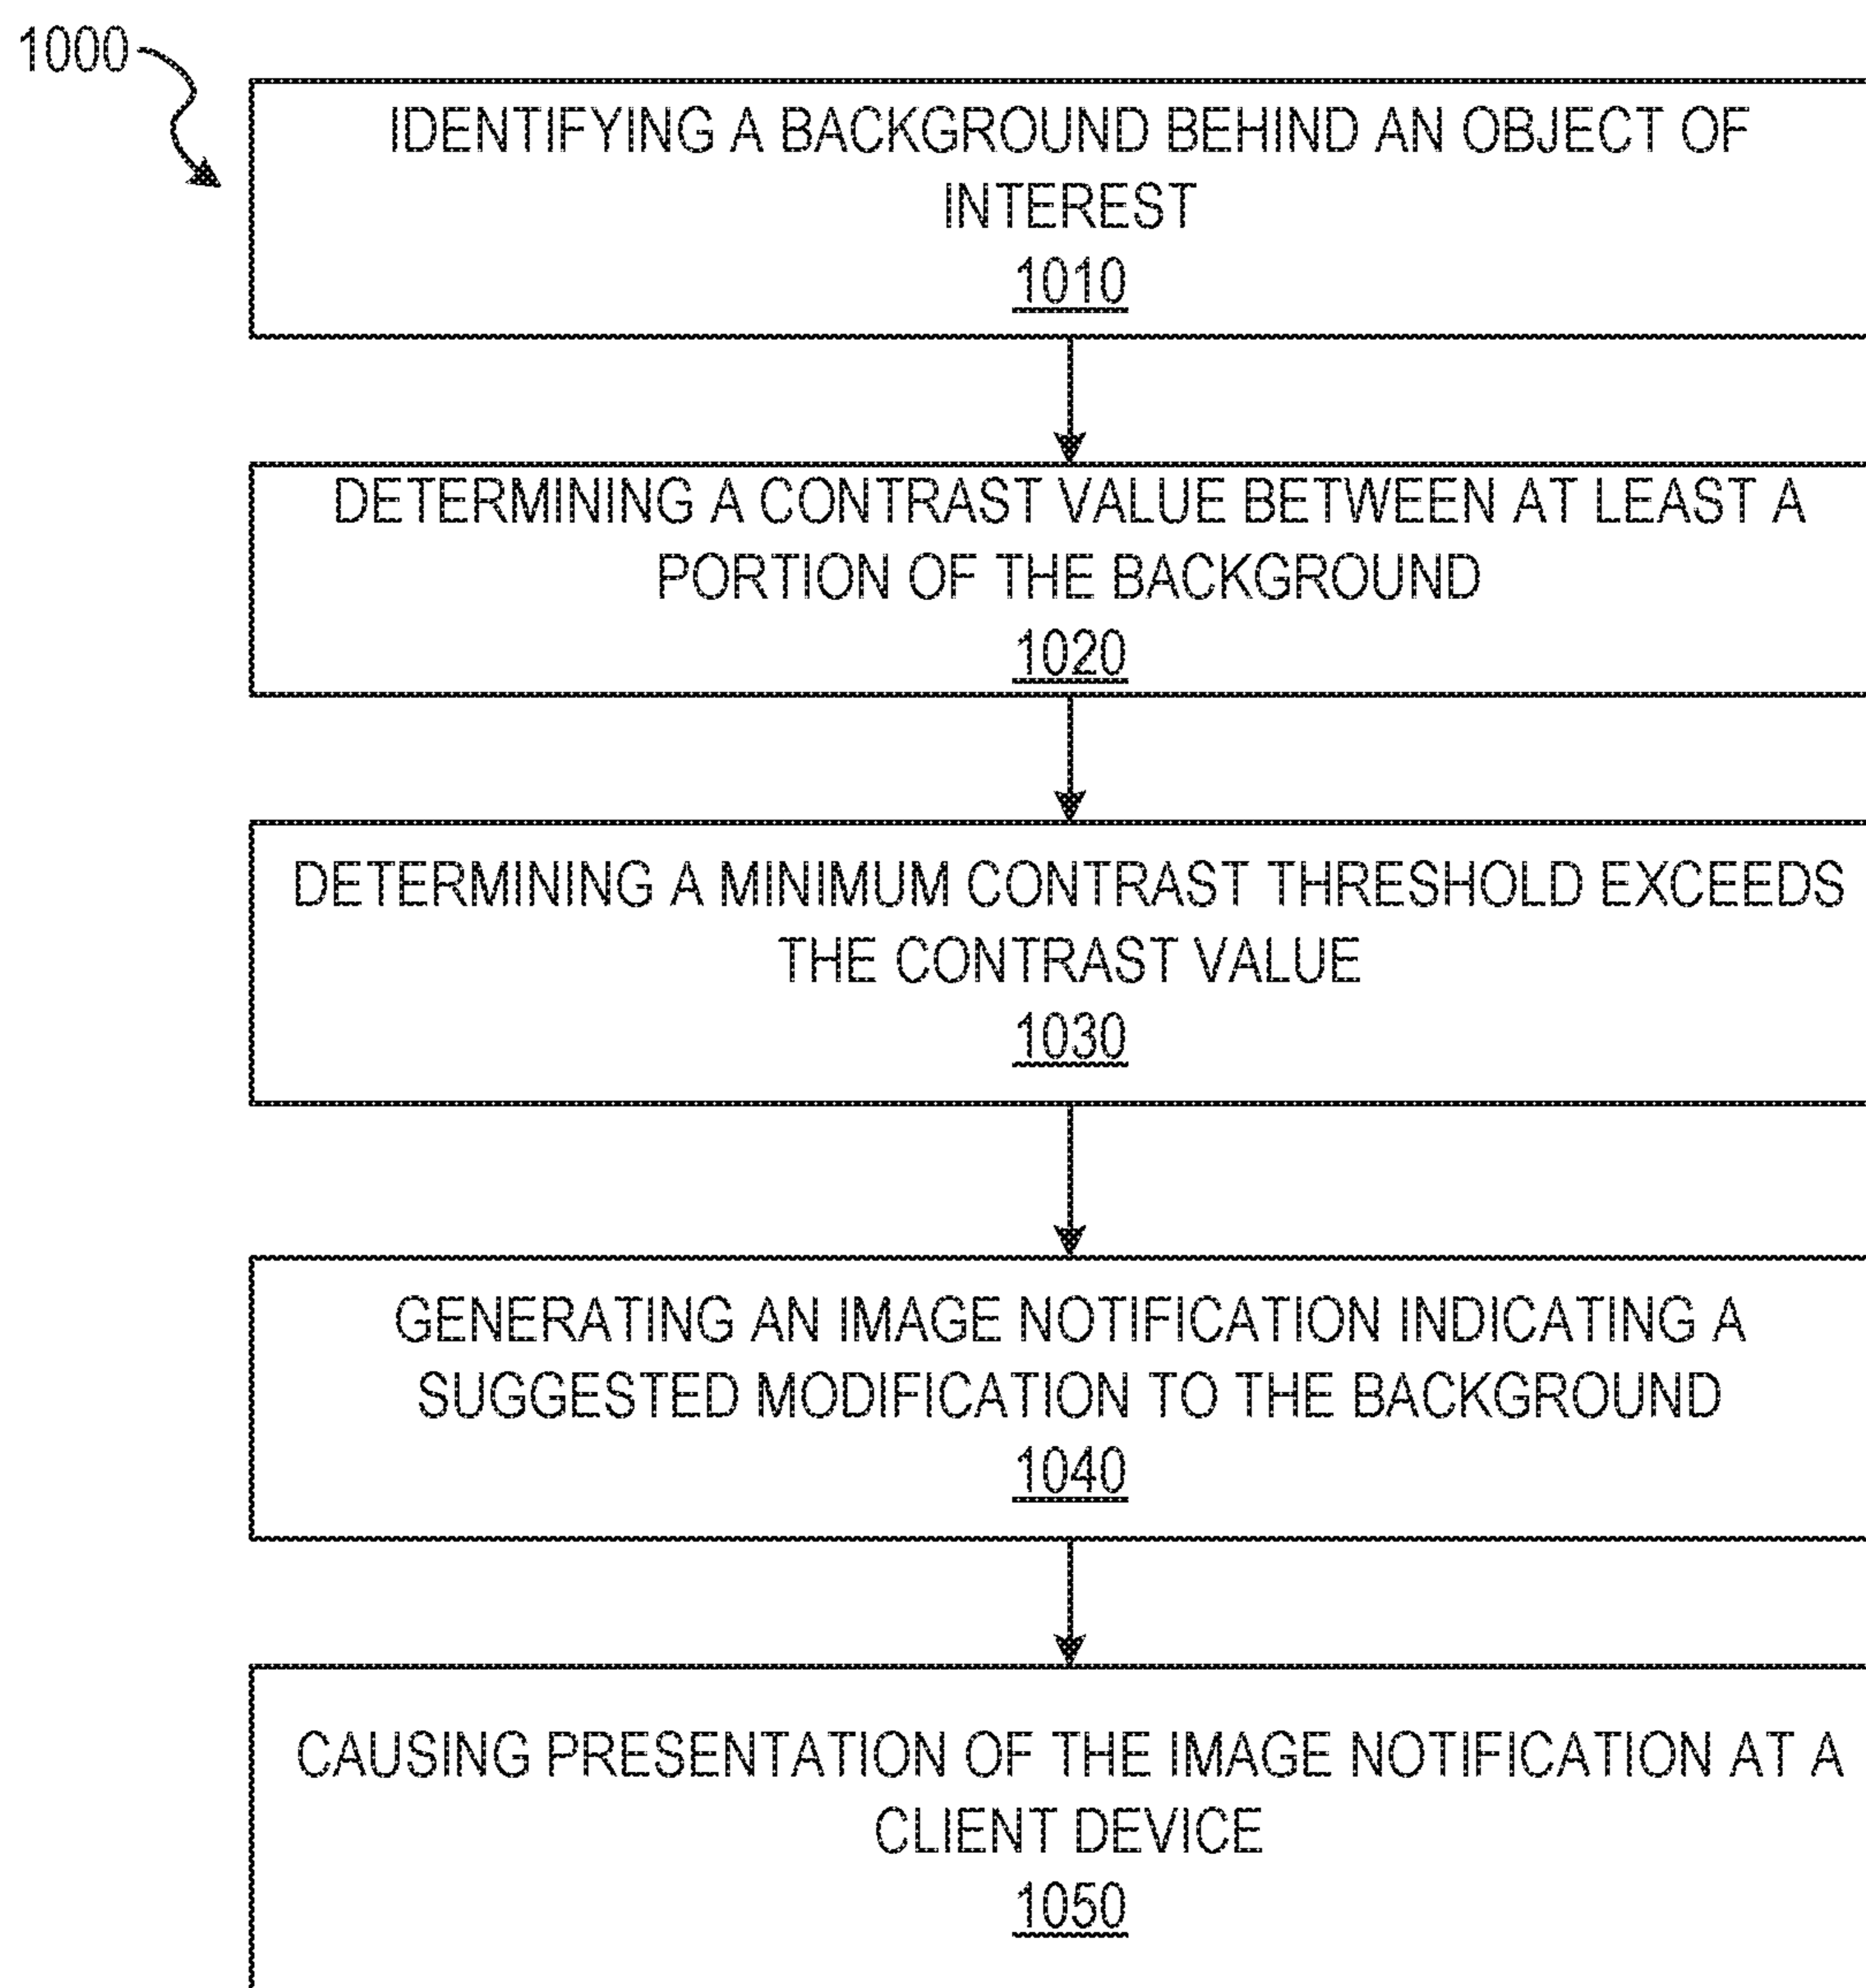 1000
IDENTIFYING A BACKGROUND BEHIND AN OBJECT OF
INTEREST
1010
DETERMINING A CONTRAST VALUE BETWEEN AT LEAST A
PORTION OF THE BACKGROUND
1020
DETERMINING A MINIMUM CONTRAST THRESHOLD EXCEEDS
THE CONTRAST VALUE
1030
GENERATING AN IMAGE NOTIFICATION INDICATING A
SUGGESTED MODIFICATION TO THE BACKGROUND
1040
CAUSING PRESENTATION OF THE IMAGE NOTIFICATION AT A
CLIENT DEVICE
1050